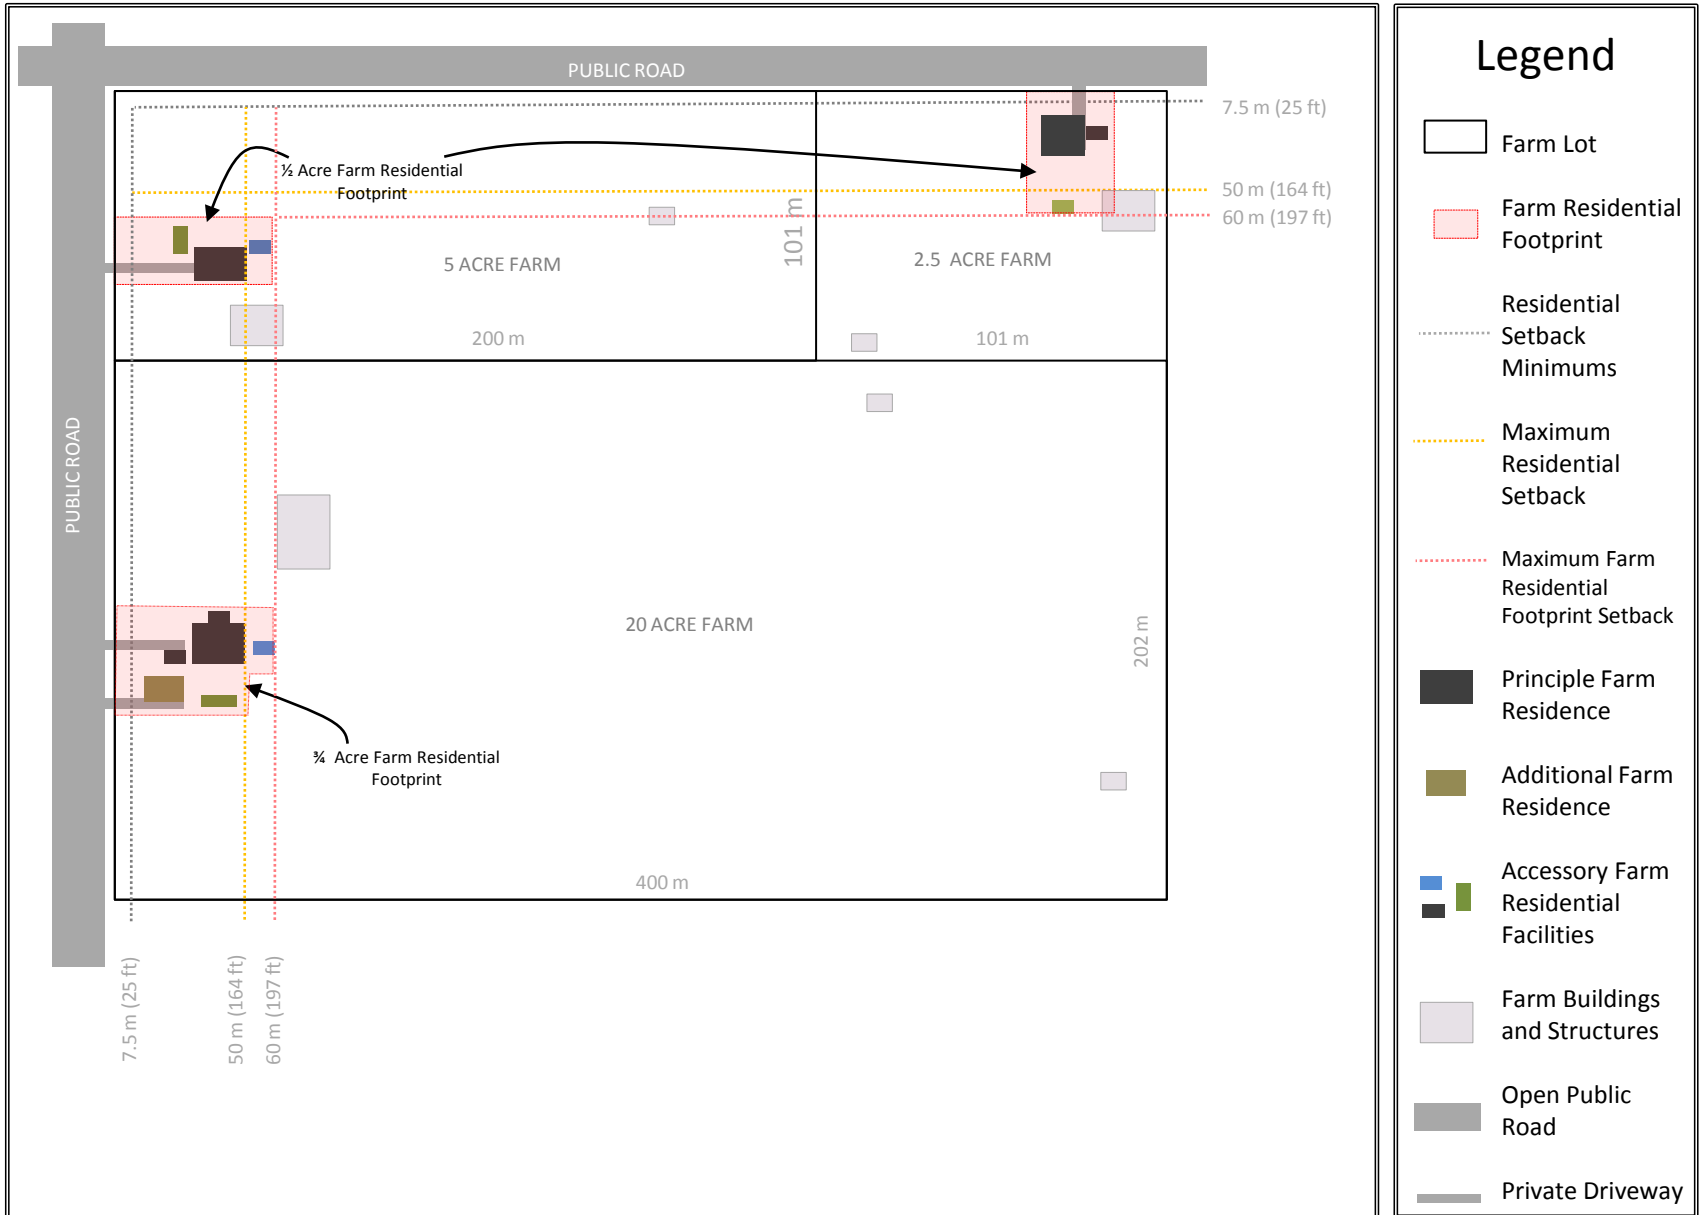 PUBLIC ROAD
7.5 m (25 ft)
½ Acre Farm Residential
Footprint
50 m (164 ft)
60 m (197 ft)
101 m
5 ACRE FARM
2.5 ACRE FARM
200 m
101 m
PUBLIC ROAD
20 ACRE FARM
202 m
¾ Acre Farm Residential
Footprint
400 m
7.5 m (25 ft)
50 m (164 ft)
60 m (197 ft)
Legend
Farm Lot
Farm Residential
Footprint
Residential
Setback
Minimums
Maximum
Residential
Setback
Maximum Farm
Residential
Footprint Setback
Principle Farm
Residence
Additional Farm
Residence
Accessory Farm
Residential
Facilities
Farm Buildings
and Structures
Open Public
Road
Private Driveway